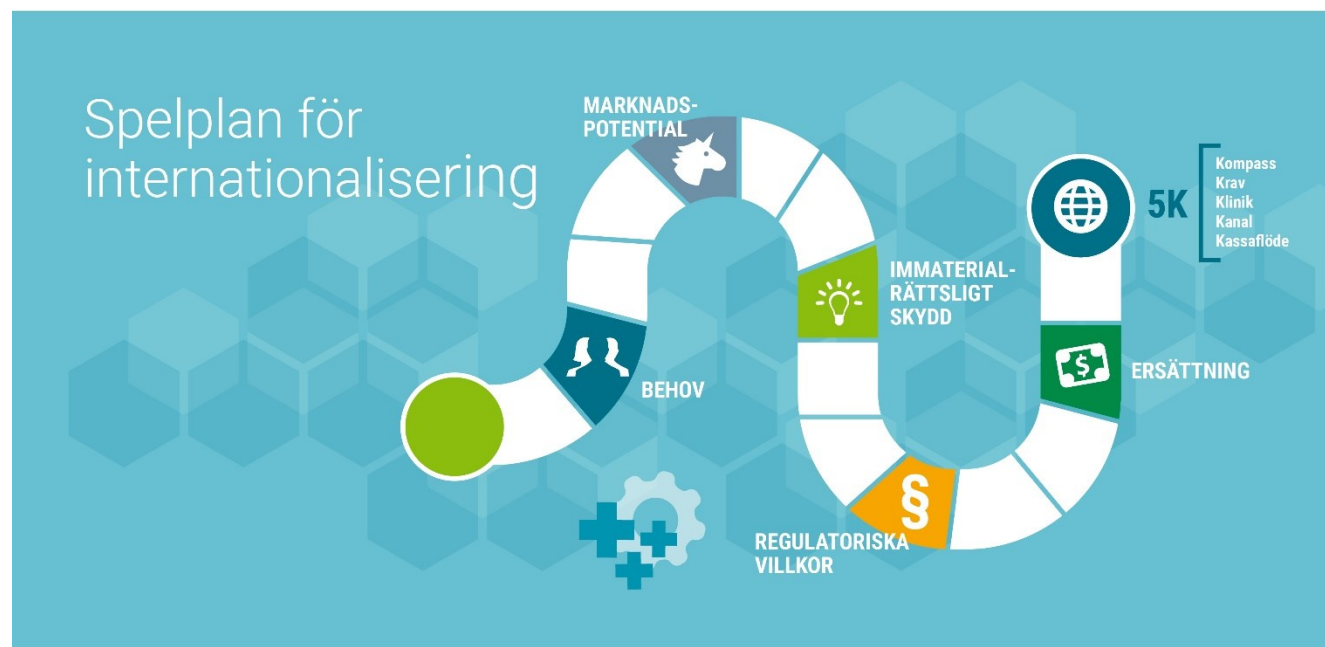 Spelplan för
internationalisering
MARKNADS-
POTENTIAL
BEHOV
IMMATERIAL-
RÄTTSLIGT
SKYDD
REGULATORISKA
VILLKOR
§
$
ERSÄTTNING
5K
Kompass
Krav
Klinik
Kanal
Kassaflöde